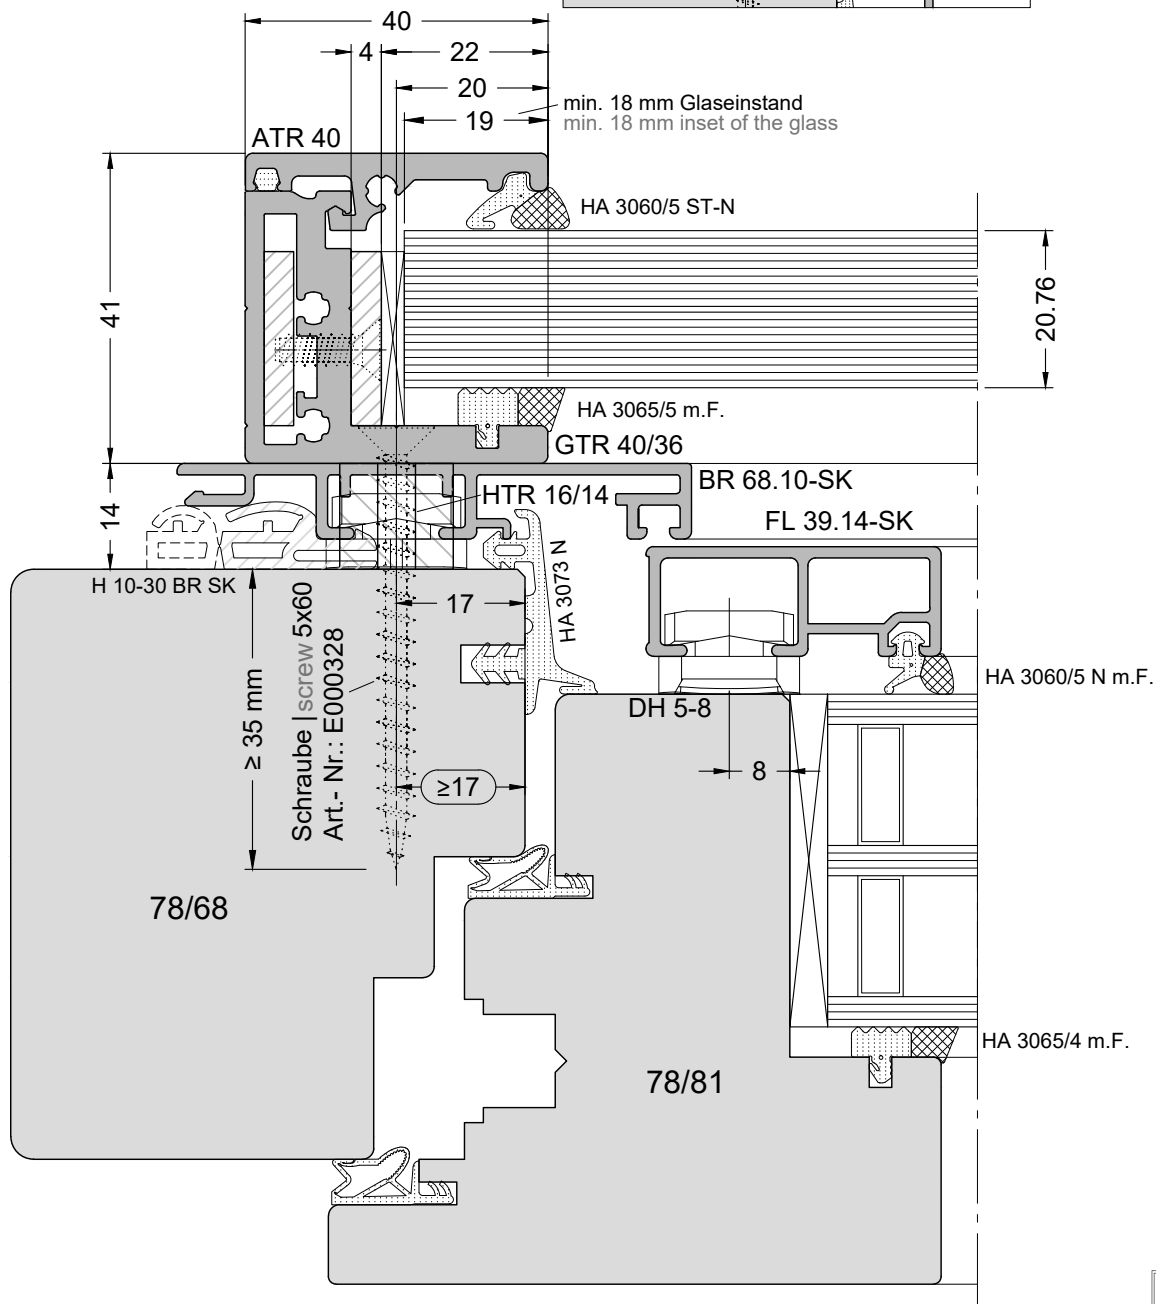 40
4
22
20
19
min. 18 mm Glaseinstand
min. 18 mm inset of the glass
ATR 40
HA 3060/5 ST-N
41
20.76
HA 3065/5 m.F.
GTR 40/36
BR 68.10-SK
HTR 16/14
14
FL 39.14-SK
H 10-30 BR SK
HA 3073 N
17
Schraube | screw 5x60
Art.- Nr.: E000328
≥ 35 mm
HA 3060/5 N m.F.
DH 5-8
8
≥17
78/68
HA 3065/4 m.F.
78/81